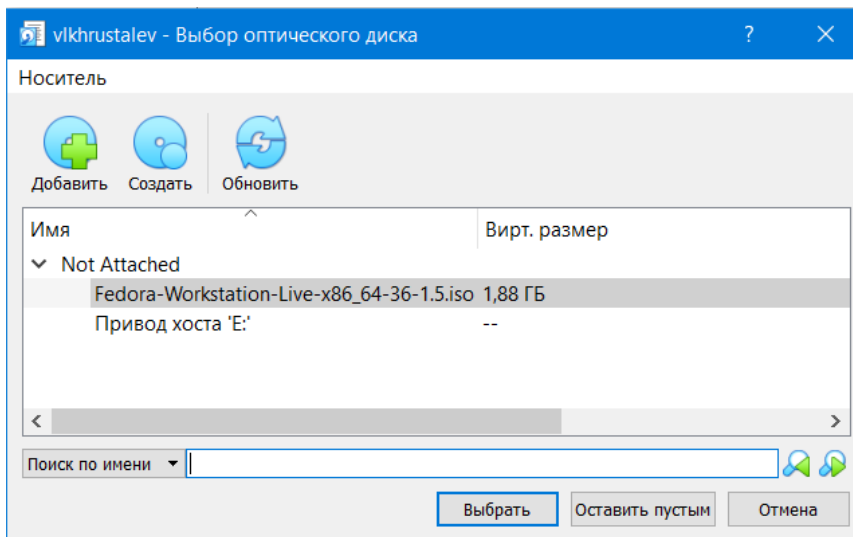 vlkhrustalev - Выбор оптического диска
Носитель
Добавить Создать Обновить
Имя Вирт. размер
Not Attached
Fedora-Workstation-Live-x86_64-36-1.5.iso 1,88 ГБ
Привод хоста 'E:' --
Поиск по имени
Выбрать Оставить пустым Отмена